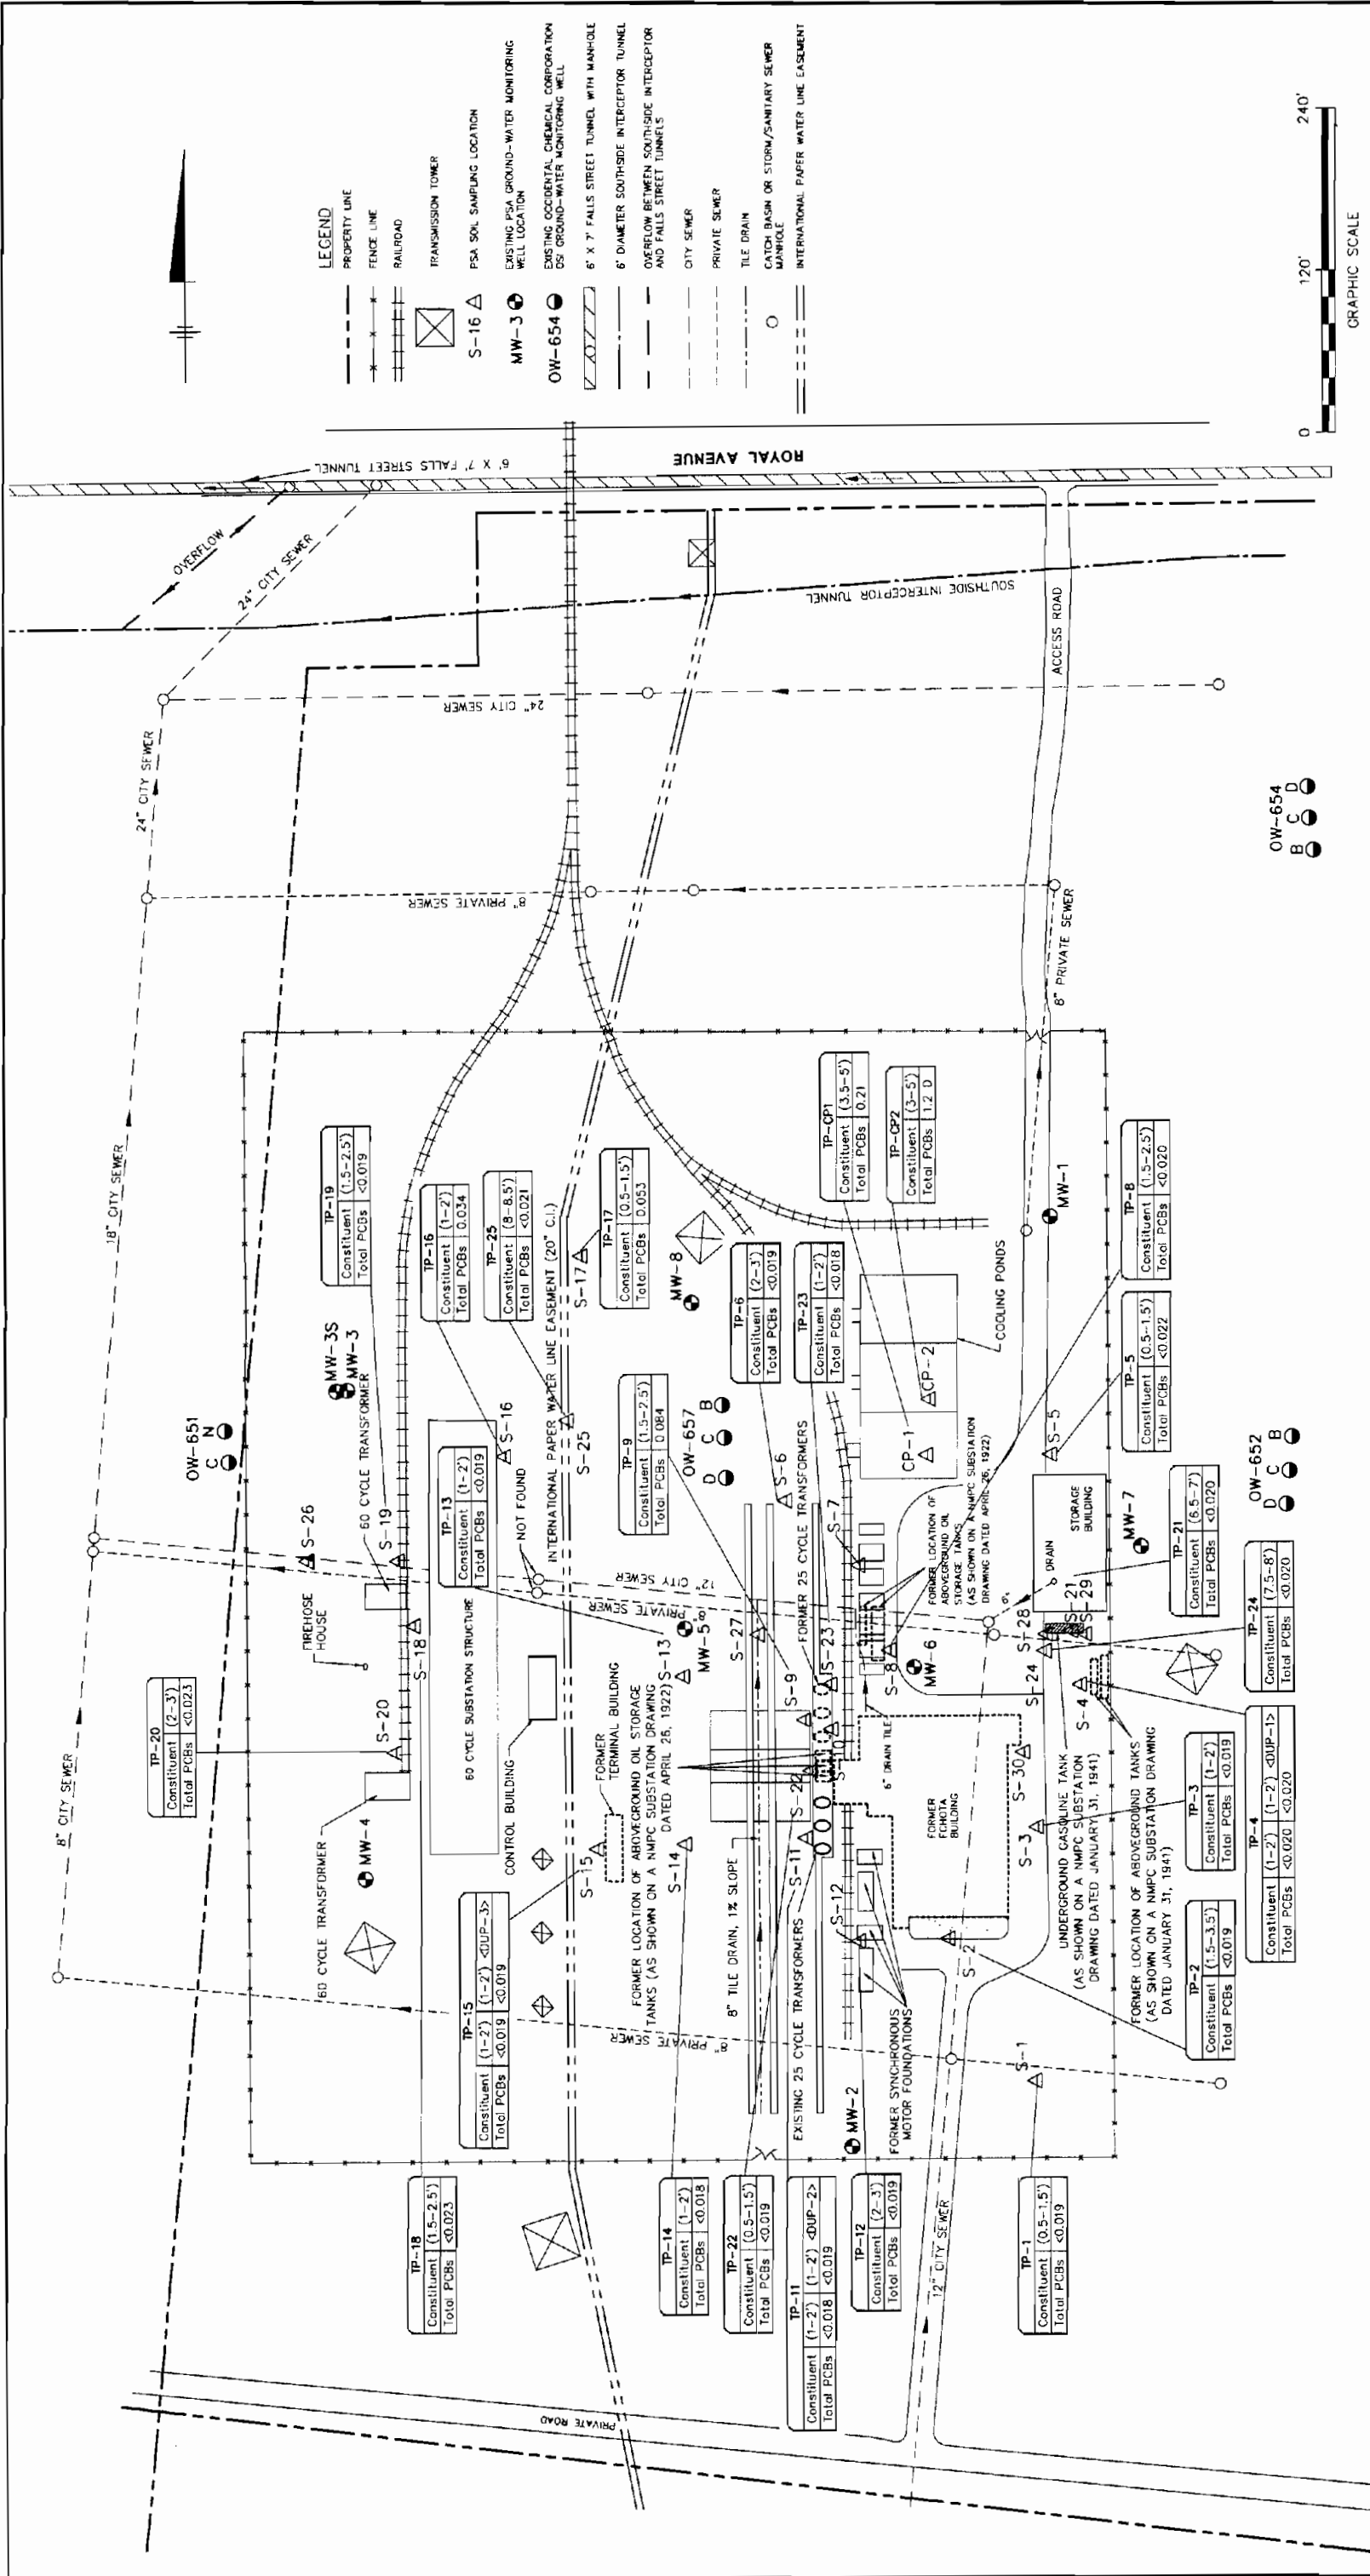 LEGEND
PROPERTY LINE
FENCE LINE
RAILROAD
TRANSMISSION TOWER
S-16
PSA SOIL SAMPLING LOCATION
MW-3
EXISTING PSA GROUND-WATER MONITORING
WELL LOCATION
OW-654
EXISTING OCCIDENTAL CHEMICAL CORPORATION
GROUND-WATER MONITORING WELL
6' X 7' FALLS STREET TUNNEL WITH MANHOLE
6' DIAMETER SOUTHSIDE INTERCEPTOR TUNNEL
OVERFLOW BETWEEN SOUTHSIDE INTERCEPTOR
AND FALLS STREET TUNNELS
CITY SEWER
PRIVATE SEWER
TILE DRAIN
CATCH BASIN OR STORM/SANITARY SEWER
MANHOLE
INTERNATIONAL PAPER WATER LINE EASEMENT
0
120'
240'
GRAPHIC SCALE
6' X 7' FALLS STREET TUNNEL
ROYAL AVENUE
OVERFLOW
24" CITY SEWER
SOUTHSIDE INTERCEPTOR TUNNEL
ACCESS ROAD
24" CITY SEWER
24" CITY SEWER
8" PRIVATE SEWER
8" PRIVATE SEWER
OW-654
B C D
18" CITY SEWER
8" CITY SEWER
OW-651
C N
MW-3S
MW-3
S-26
60 CYCLE TRANSFORMER
S-19
FIREHOSE
HOUSE
S-18
S-20
60 CYCLE TRANSFORMER
MW-4
60 CYCLE SUBSTATION STRUCTURE
CONTROL BUILDING
TP-19
Constituent (1.5-2.5')
Total PCBs <0.019
TP-16
Constituent (1-2')
Total PCBs 0.034
TP-25
Constituent (8-8.5')
Total PCBs <0.021
TP-17
Constituent (0.5-1.5')
Total PCBs 0.053
S-17
S-16
S-25
INTERNATIONAL PAPER WATER LINE EASEMENT (20" C.I.)
NOT FOUND
TP-13
Constituent (1-2')
Total PCBs <0.019
TP-9
Constituent (1.5-2.5')
Total PCBs 0.084
TP-20
Constituent (2-3')
Total PCBs <0.023
TP-15
Constituent (1-2') (1-2') <DUP-3>
Total PCBs <0.019 <0.019
MW-8
OW-657
D C B
TP-6
Constituent (2-3')
Total PCBs <0.019
TP-23
Constituent (1-2')
Total PCBs <0.018
TP-CP1
Constituent (3.5-5')
Total PCBs 0.21
TP-CP2
Constituent (3-5')
Total PCBs 1.2 D
COOLING PONDS
CP-1
CP-2
MW-1
TP-8
Constituent (1.5-2.5')
Total PCBs <0.020
TP-5
Constituent (0.5-1.5')
Total PCBs <0.022
S-5
S-6
S-7
12" CITY SEWER
8" PRIVATE SEWER
MW-5
S-13
S-27
S-9
S-23
S-8
MW-6
FORMER 25 CYCLE TRANSFORMERS
FORMER LOCATION OF
ABOVEGROUND OIL
STORAGE TANKS
(AS SHOWN ON A NMPC SUBSTATION
DRAWING DATED APRIL 26, 1922)
FORMER
TERMINAL BUILDING
S-15
FORMER LOCATION OF ABOVEGROUND OIL STORAGE
TANKS (AS SHOWN ON A NMPC SUBSTATION DRAWING
DATED APRIL 26, 1922)
S-14
8" TILE DRAIN, 1% SLOPE
8" PRIVATE SEWER
S-22
S-11
S-12
EXISTING 25 CYCLE TRANSFORMERS
6" DRAIN TILE
FORMER
ECHOTA
BUILDING
S-30
S-3
S-2
S-1
MW-2
FORMER SYNCHRONOUS
MOTOR FOUNDATIONS
DRAIN
STORAGE
BUILDING
S-21
S-29
S-28
S-24
S-4
MW-7
OW-652
D C B
TP-21
Constituent (6.5-7')
Total PCBs <0.020
TP-24
Constituent (7.5-8')
Total PCBs <0.020
UNDERGROUND GASOLINE TANK
(AS SHOWN ON A NMPC SUBSTATION
DRAWING DATED JANUARY 31, 1941)
FORMER LOCATION OF ABOVEGROUND TANKS
(AS SHOWN ON A NMPC SUBSTATION DRAWING
DATED JANUARY 31, 1941)
TP-3
Constituent (1-2')
Total PCBs <0.019
TP-4
Constituent (1-2') (1-2') <DUP-1>
Total PCBs <0.020 <0.020
TP-2
Constituent (1.5-3.5')
Total PCBs <0.019
TP-18
Constituent (1.5-2.5')
Total PCBs <0.023
TP-14
Constituent (1-2')
Total PCBs <0.018
TP-22
Constituent (0.5-1.5')
Total PCBs <0.019
TP-11
Constituent (1-2') (1-2') <DUP-2>
Total PCBs <0.018 <0.019
TP-12
Constituent (2-3')
Total PCBs <0.019
TP-1
Constituent (0.5-1.5')
Total PCBs <0.019
12" CITY SEWER
PRIVATE ROAD